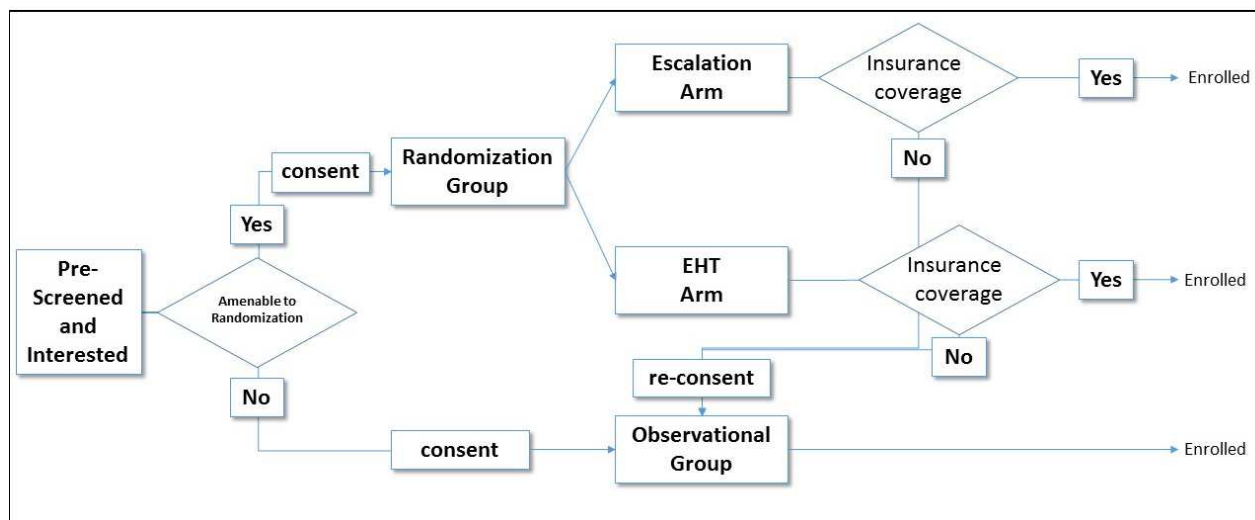 Pre-
Screened
and
Interested
Amenable to
Randomization
Yes
consent
Randomization
Group
Escalation
Arm
Insurance
coverage
Yes
Enrolled
No
EHT
Arm
Insurance
coverage
Yes
Enrolled
No
re-consent
No
consent
Observational
Group
Enrolled